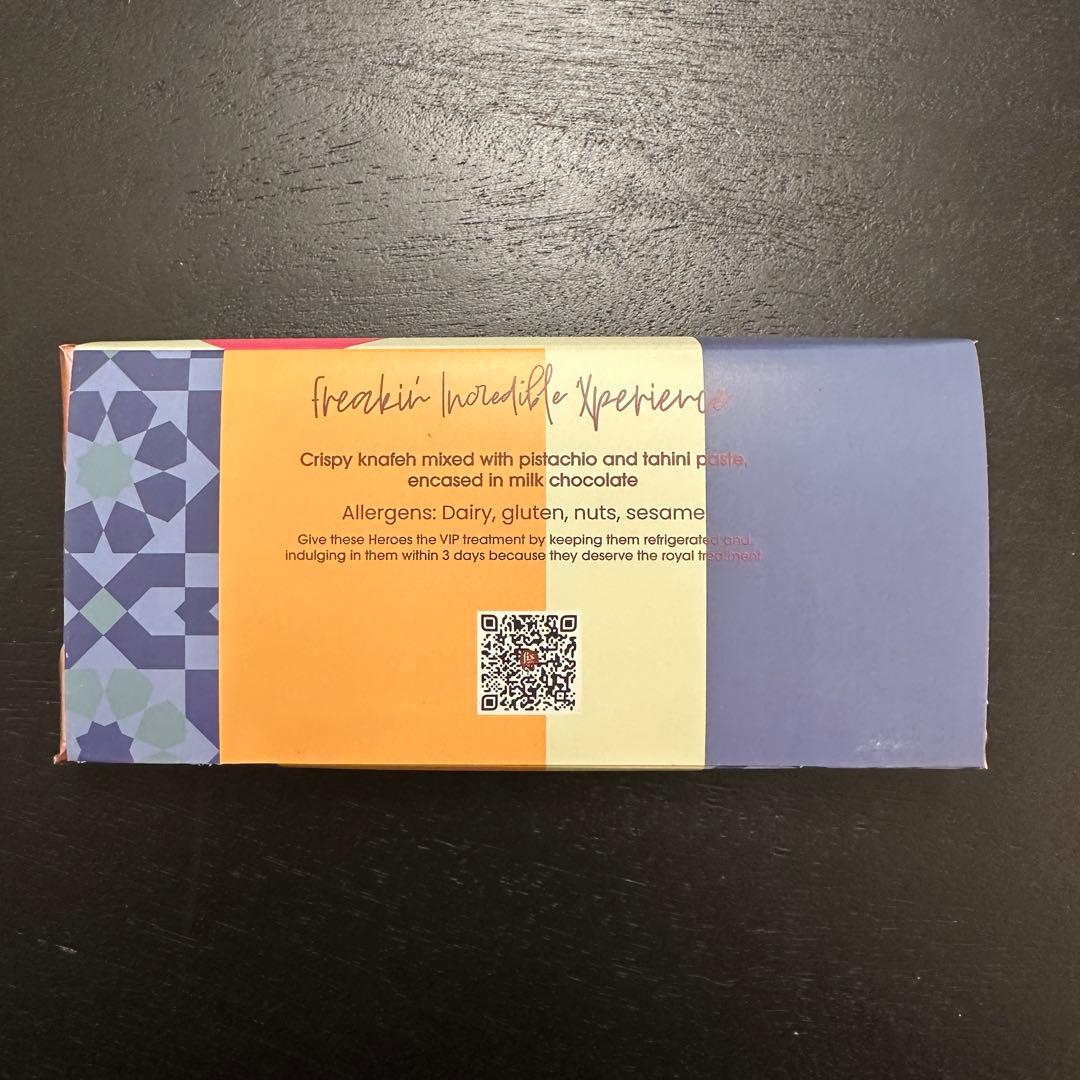 freakin' Incredible Xperience
Crispy knafeh mixed with pistachio and tahini paste,
encased in milk chocolate
Allergens: Dairy, gluten, nuts, sesame
Give these Heroes the VIP treatment by keeping them refrigerated and
indulging in them within 3 days because they deserve the royal treatment
fix